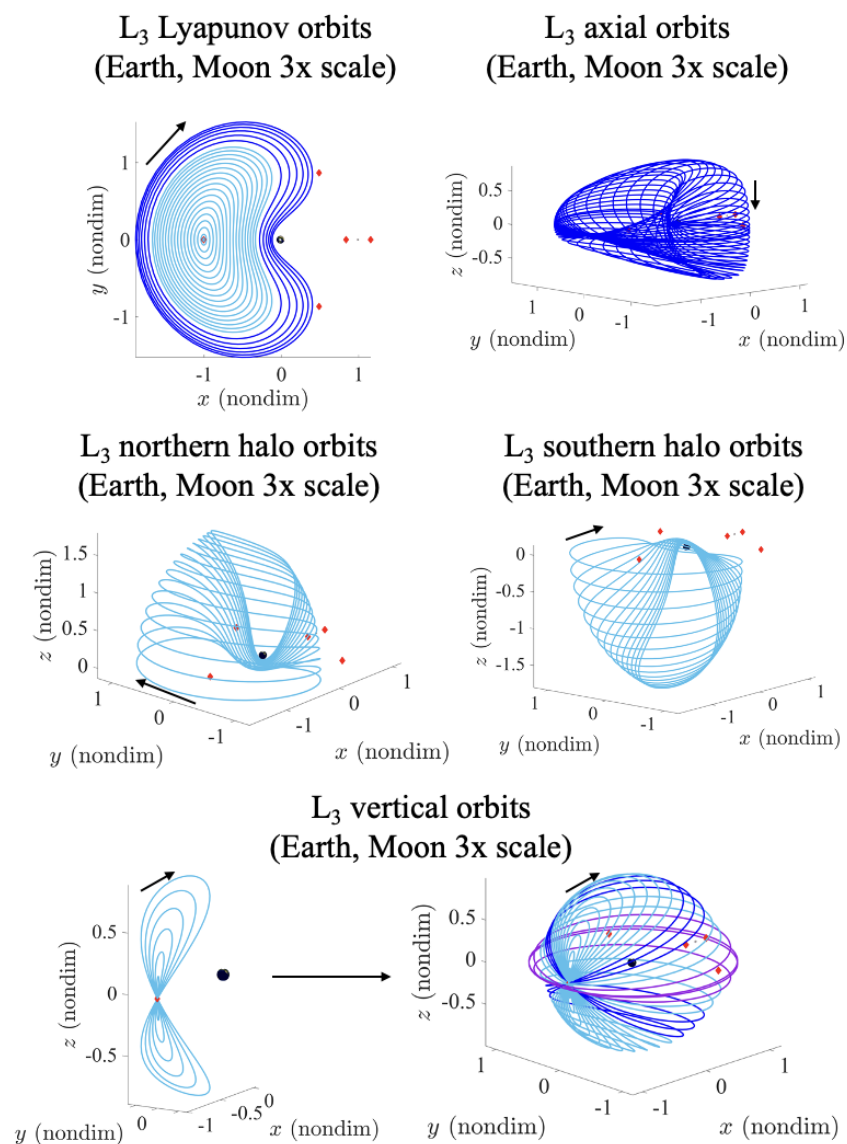 L₃ Lyapunov orbits
(Earth, Moon 3x scale)
L₃ axial orbits
(Earth, Moon 3x scale)
1
0
-1
y (nondim)
-1
0
1
x (nondim)
0.5
0
-0.5
z (nondim)
1
0
-1
y (nondim)
-1
0
1
x (nondim)
L₃ northern halo orbits
(Earth, Moon 3x scale)
L₃ southern halo orbits
(Earth, Moon 3x scale)
1.5
1
0.5
0
z (nondim)
1
0
-1
y (nondim)
-1
0
1
x (nondim)
0
-0.5
-1
-1.5
z (nondim)
1
0
-1
y (nondim)
-1
0
1
x (nondim)
L₃ vertical orbits
(Earth, Moon 3x scale)
0.5
0
-0.5
z (nondim)
0
y (nondim)
-1
-0.5
0
x (nondim)
0.5
0
-0.5
z (nondim)
1
0
-1
y (nondim)
-1
0
1
x (nondim)